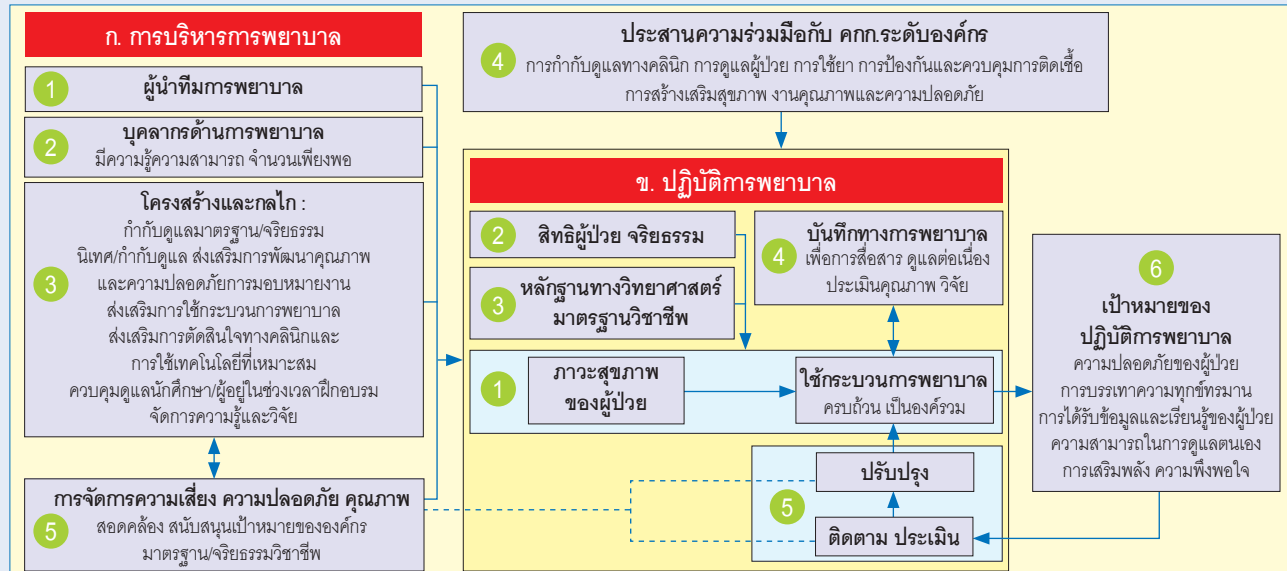 ก. การบริหารการพยาบาล
1
ผู้นำทีมการพยาบาล
2
บุคลากรด้านการพยาบาล
มีความรู้ความสามารถ จำนวนเพียงพอ
3
โครงสร้างและกลไก :
กำกับดูแลมาตรฐาน/จริยธรรม
นิเทศ/กำกับดูแล ส่งเสริมการพัฒนาคุณภาพ
และความปลอดภัยการมอบหมายงาน
ส่งเสริมการใช้กระบวนการพยาบาล
ส่งเสริมการตัดสินใจทางคลินิกและ
การใช้เทคโนโลยีที่เหมาะสม
ควบคุมดูแลนักศึกษา/ผู้อยู่ในช่วงเวลาฝึกอบรม
จัดการความรู้และวิจัย
5
การจัดการความเสี่ยง ความปลอดภัย คุณภาพ
สอดคล้อง สนับสนุนเป้าหมายขององค์กร
มาตรฐาน/จริยธรรมวิชาชีพ
4
ประสานความร่วมมือกับ คกก.ระดับองค์กร
การกำกับดูแลทางคลินิก การดูแลผู้ป่วย การใช้ยา การป้องกันและควบคุมการติดเชื้อ
การสร้างเสริมสุขภาพ งานคุณภาพและความปลอดภัย
ข. ปฏิบัติการพยาบาล
2
สิทธิผู้ป่วย จริยธรรม
3
หลักฐานทางวิทยาศาสตร์
มาตรฐานวิชาชีพ
4
บันทึกทางการพยาบาล
เพื่อการสื่อสาร ดูแลต่อเนื่อง
ประเมินคุณภาพ วิจัย
1
ภาวะสุขภาพ
ของผู้ป่วย
ใช้กระบวนการพยาบาล
ครบถ้วน เป็นองค์รวม
5
ปรับปรุง
ติดตาม ประเมิน
6
เป้าหมายของ
ปฏิบัติการพยาบาล
ความปลอดภัยของผู้ป่วย
การบรรเทาความทุกข์ทรมาน
การได้รับข้อมูลและเรียนรู้ของผู้ป่วย
ความสามารถในการดูแลตนเอง
การเสริมพลัง ความพึงพอใจ